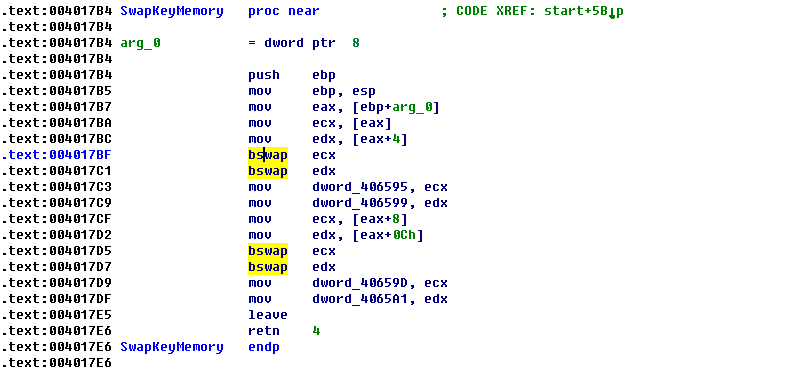 .text:004017B4 SwapKeyMemory proc near ; CODE XREF: start+5B↓p
.text:004017B4
.text:004017B4 arg_0 = dword ptr 8
.text:004017B4
.text:004017B4 push ebp
.text:004017B5 mov ebp, esp
.text:004017B7 mov eax, [ebp+arg_0]
.text:004017BA mov ecx, [eax]
.text:004017BC mov edx, [eax+4]
.text:004017BF bswap ecx
.text:004017C1 bswap edx
.text:004017C3 mov dword_406595, ecx
.text:004017C9 mov dword_406599, edx
.text:004017CF mov ecx, [eax+8]
.text:004017D2 mov edx, [eax+0Ch]
.text:004017D5 bswap ecx
.text:004017D7 bswap edx
.text:004017D9 mov dword_40659D, ecx
.text:004017DF mov dword_4065A1, edx
.text:004017E5 leave
.text:004017E6 retn 4
.text:004017E6 SwapKeyMemory endp
.text:004017E6